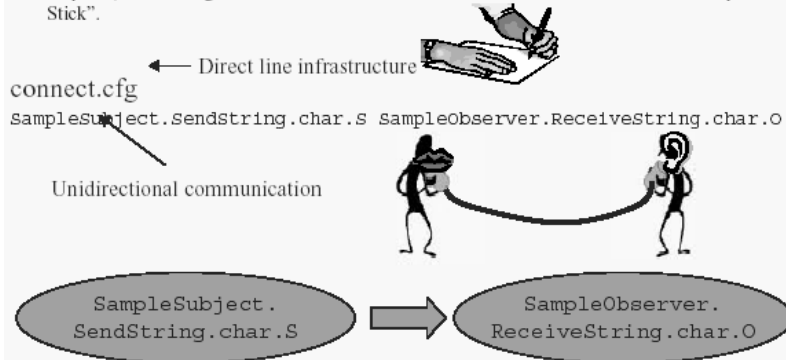 Stick”.
Direct line infrastructure
connect.cfg
SampleSubject.SendString.char.S SampleObserver.ReceiveString.char.O
Unidirectional communication
SampleSubject.
SendString.char.S
SampleObserver.
ReceiveString.char.O